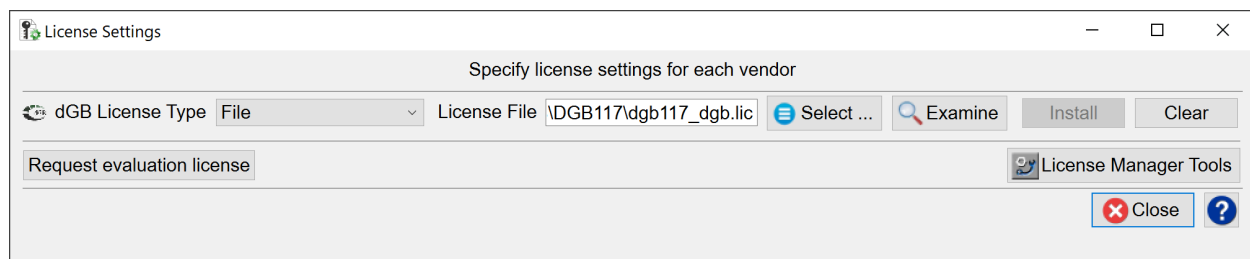 License Settings
Specify license settings for each vendor
dGB License Type File License File \DGB117\dgb117_dgb.lic Select ... Examine Install Clear
Request evaluation license License Manager Tools
Close ?